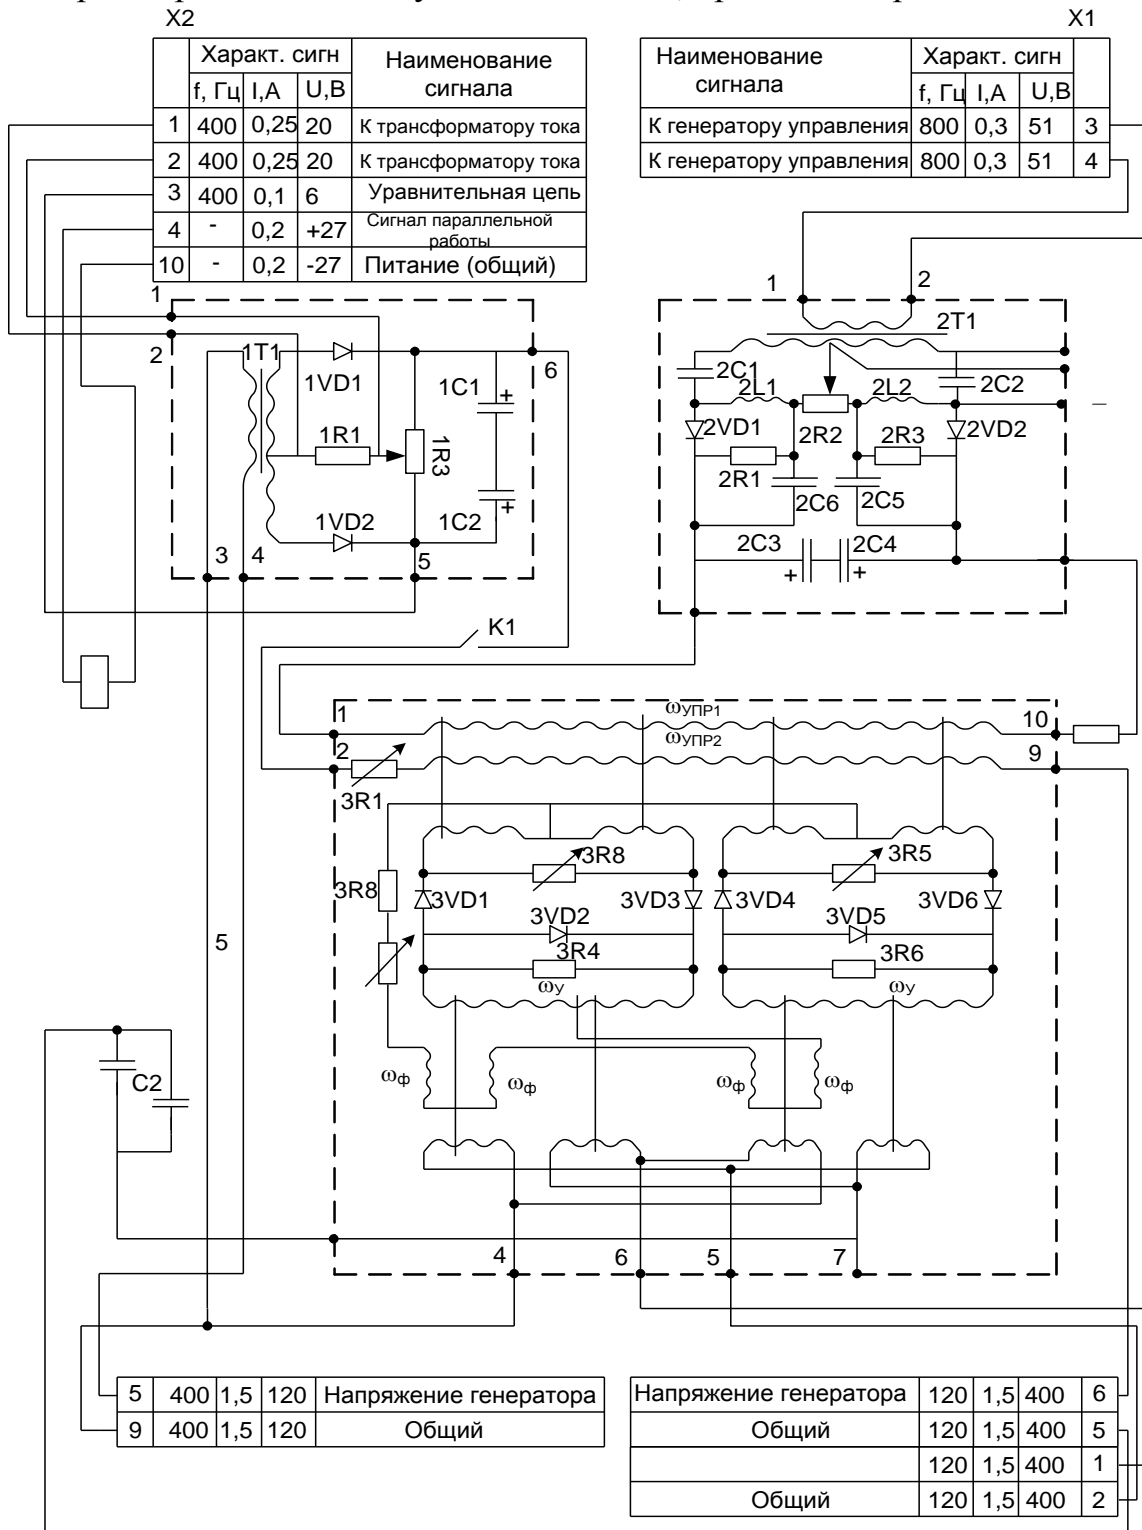 X2
X1
Характ. сигн
Наименование сигнала
f, Гц I,A U,B
1 400 0,25 20 К трансформатору тока
2 400 0,25 20 К трансформатору тока
3 400 0,1 6 Уравнительная цепь
4 - 0,2 +27 Сигнал параллельной работы
10 - 0,2 -27 Питание (общий)
Наименование сигнала
Характ. сигн
f, Гц I,A U,B
К генератору управления 800 0,3 51 3
К генератору управления 800 0,3 51 4
1
2
1T1
1VD1
1C1
+
6
1R1
1R3
1VD2
1C2
+
3 4
5
K1
1
2
2T1
2C1
2C2
2L1
2L2
2VD1
2R2
2R3
2VD2
2R1
2C6
2C5
2C3
2C4
+
+
–
1
ωУПР1
10
2
ωУПР2
9
3R1
3R8
3R5
3R8
3VD1
3VD3
3VD4
3VD6
3VD2
3VD5
3R4
3R6
ωу
ωу
5
C2
ωф
ωф
ωф
ωф
4
6
5
7
5 400 1,5 120 Напряжение генератора
9 400 1,5 120 Общий
Напряжение генератора 120 1,5 400 6
Общий 120 1,5 400 5
120 1,5 400 1
Общий 120 1,5 400 2